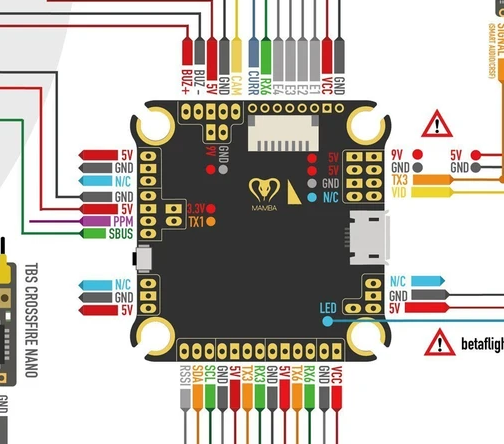 BUZ+
BUZ -
5V
GND
CAM
CURR
RX6
E4
E3
E2
E1
VCC
GND
SIGNAL
(SMART AUDIO/CRSF)
5V
GND
N/C
GND
5V
PPM
SBUS
9V
GND
3.3V
TX1
MAMBA
5V
5V
GND
N/C
9V
GND
TX3
VID
5V
GND
N/C
GND
5V
N/C
GND
5V
LED
betafligh
TBS CROSSFIRE NANO
GND
RSSI
SDA
SCL
GND
5V
TX3
RX3
GND
5V
TX6
RX6
GND
VCC